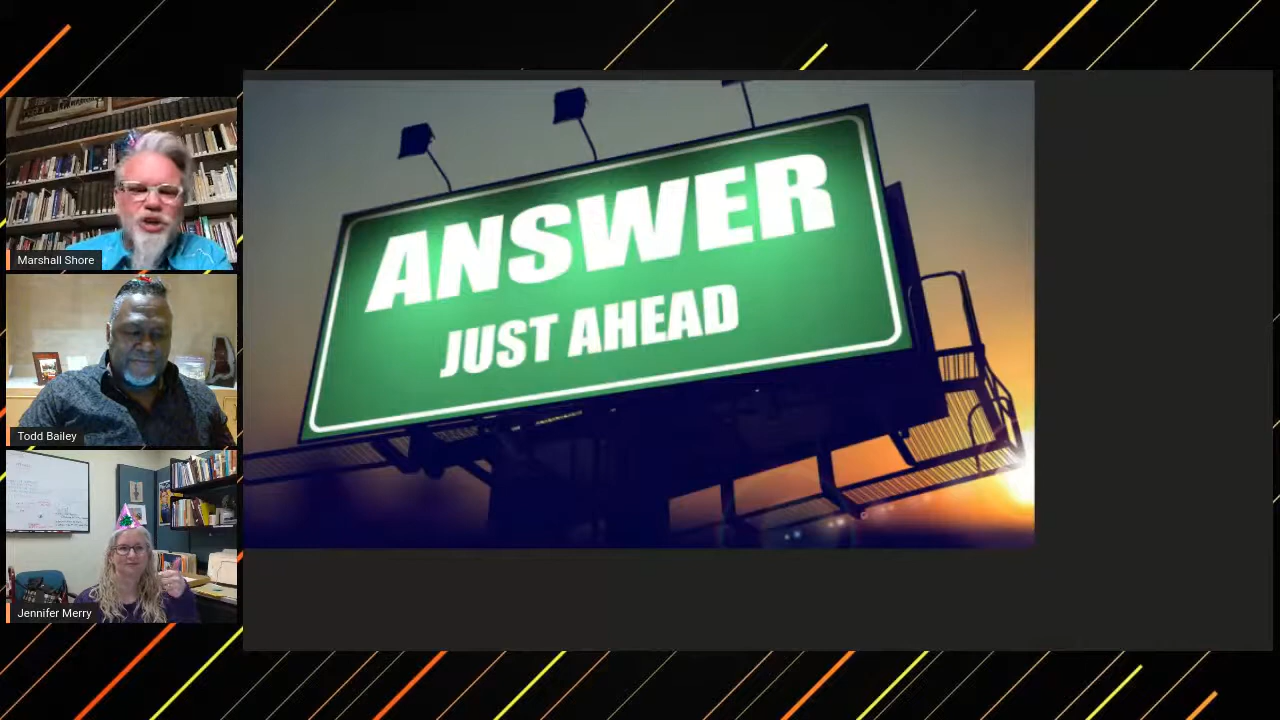 Marshall Shore
Todd Bailey
Jennifer Merry
ANSWER
JUST AHEAD